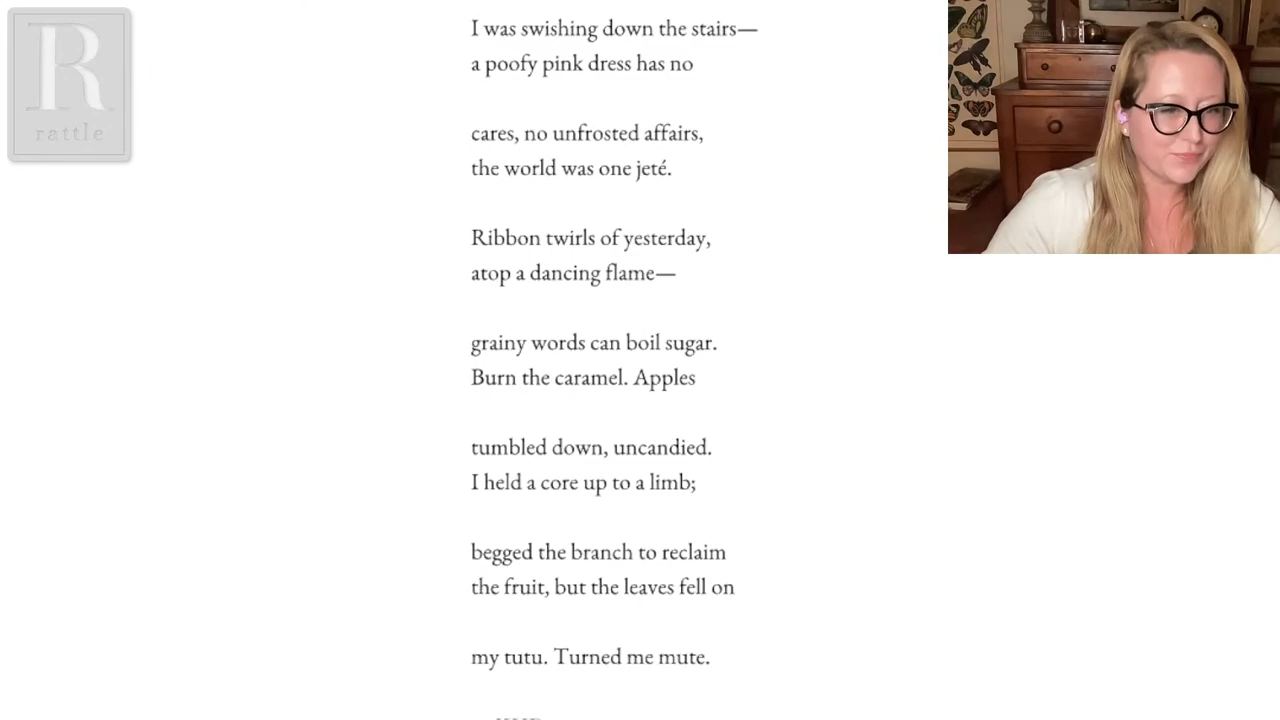 R
rattle
I was swishing down the stairs—
a poofy pink dress has no
cares, no unfrosted affairs,
the world was one jeté.
Ribbon twirls of yesterday,
atop a dancing flame—
grainy words can boil sugar.
Burn the caramel. Apples
tumbled down, uncandied.
I held a core up to a limb;
begged the branch to reclaim
the fruit, but the leaves fell on
my tutu. Turned me mute.